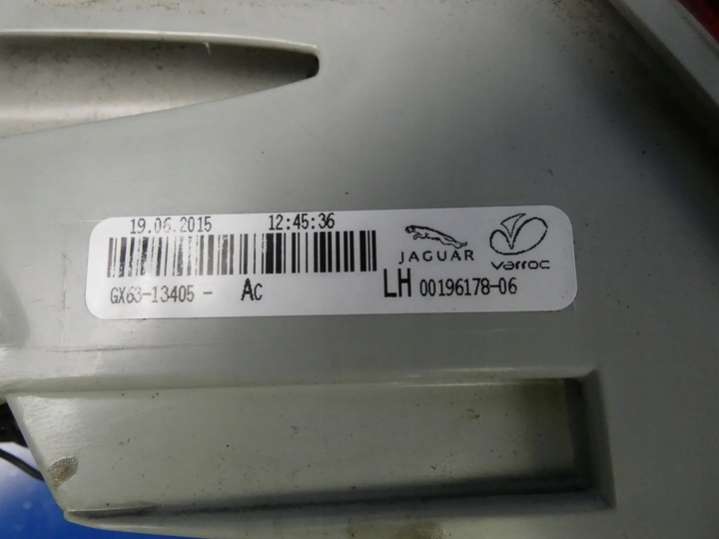 19.06.2015 12:45:36
JAGUAR varroc
GX63-13405- AC LH 00196178-06